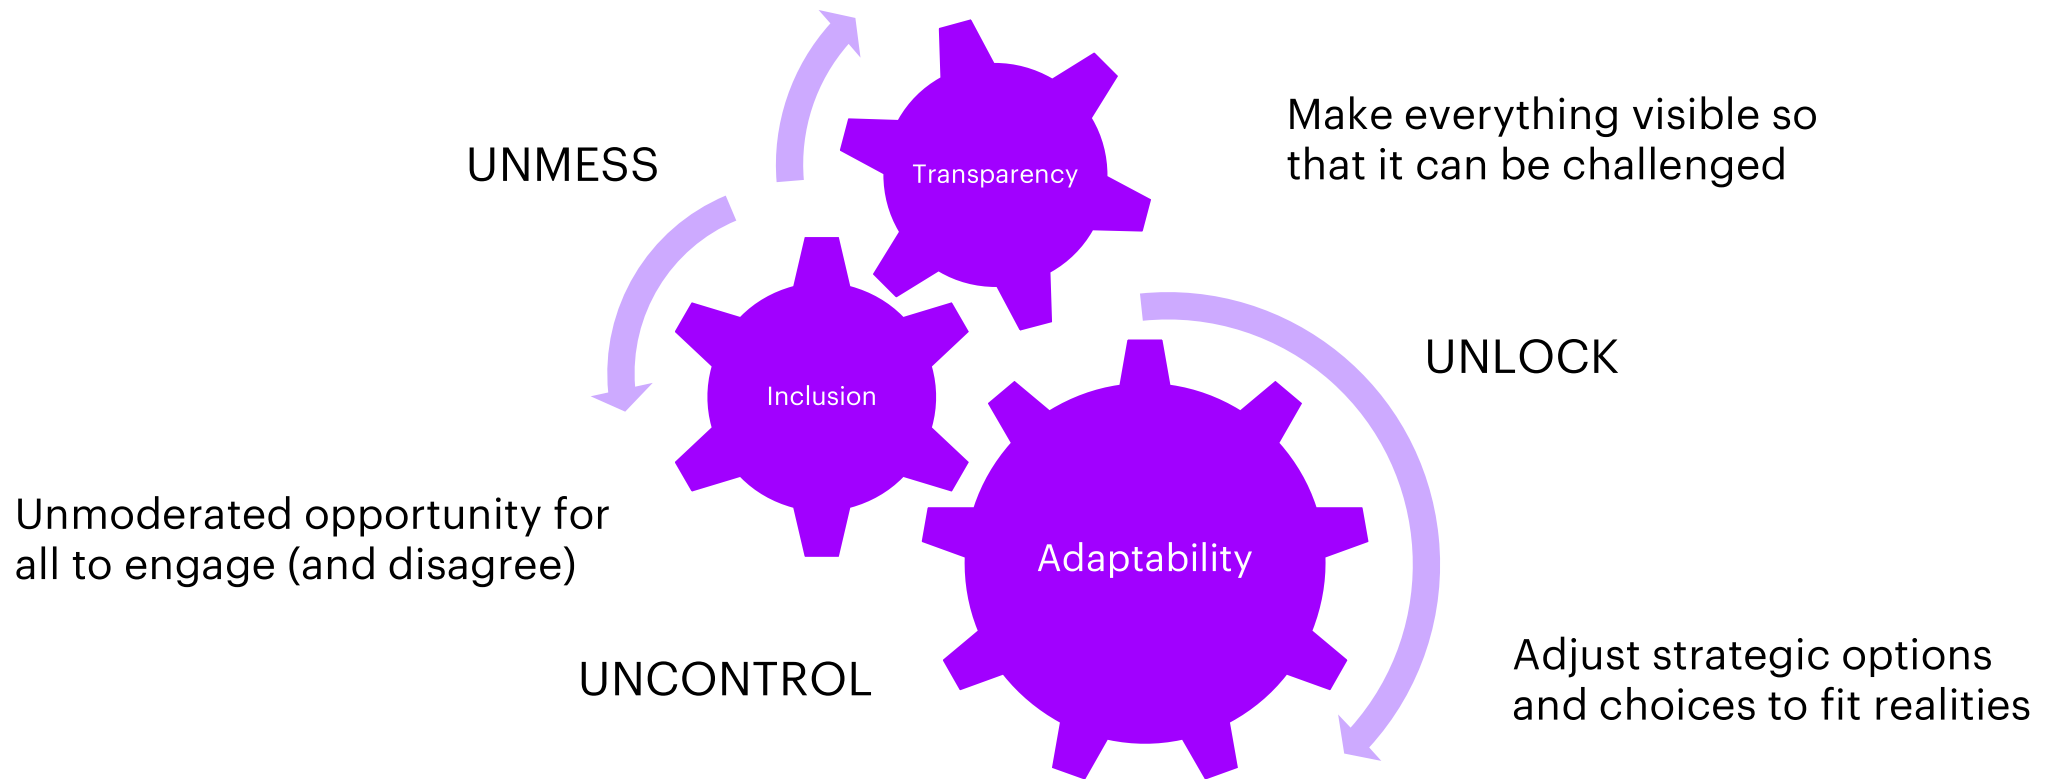 Make everything visible so
that it can be challenged
UNMESS
Transparency
UNLOCK
Inclusion
Unmoderated opportunity for
all to engage (and disagree)
Adaptability
UNCONTROL
Adjust strategic options
and choices to fit realities